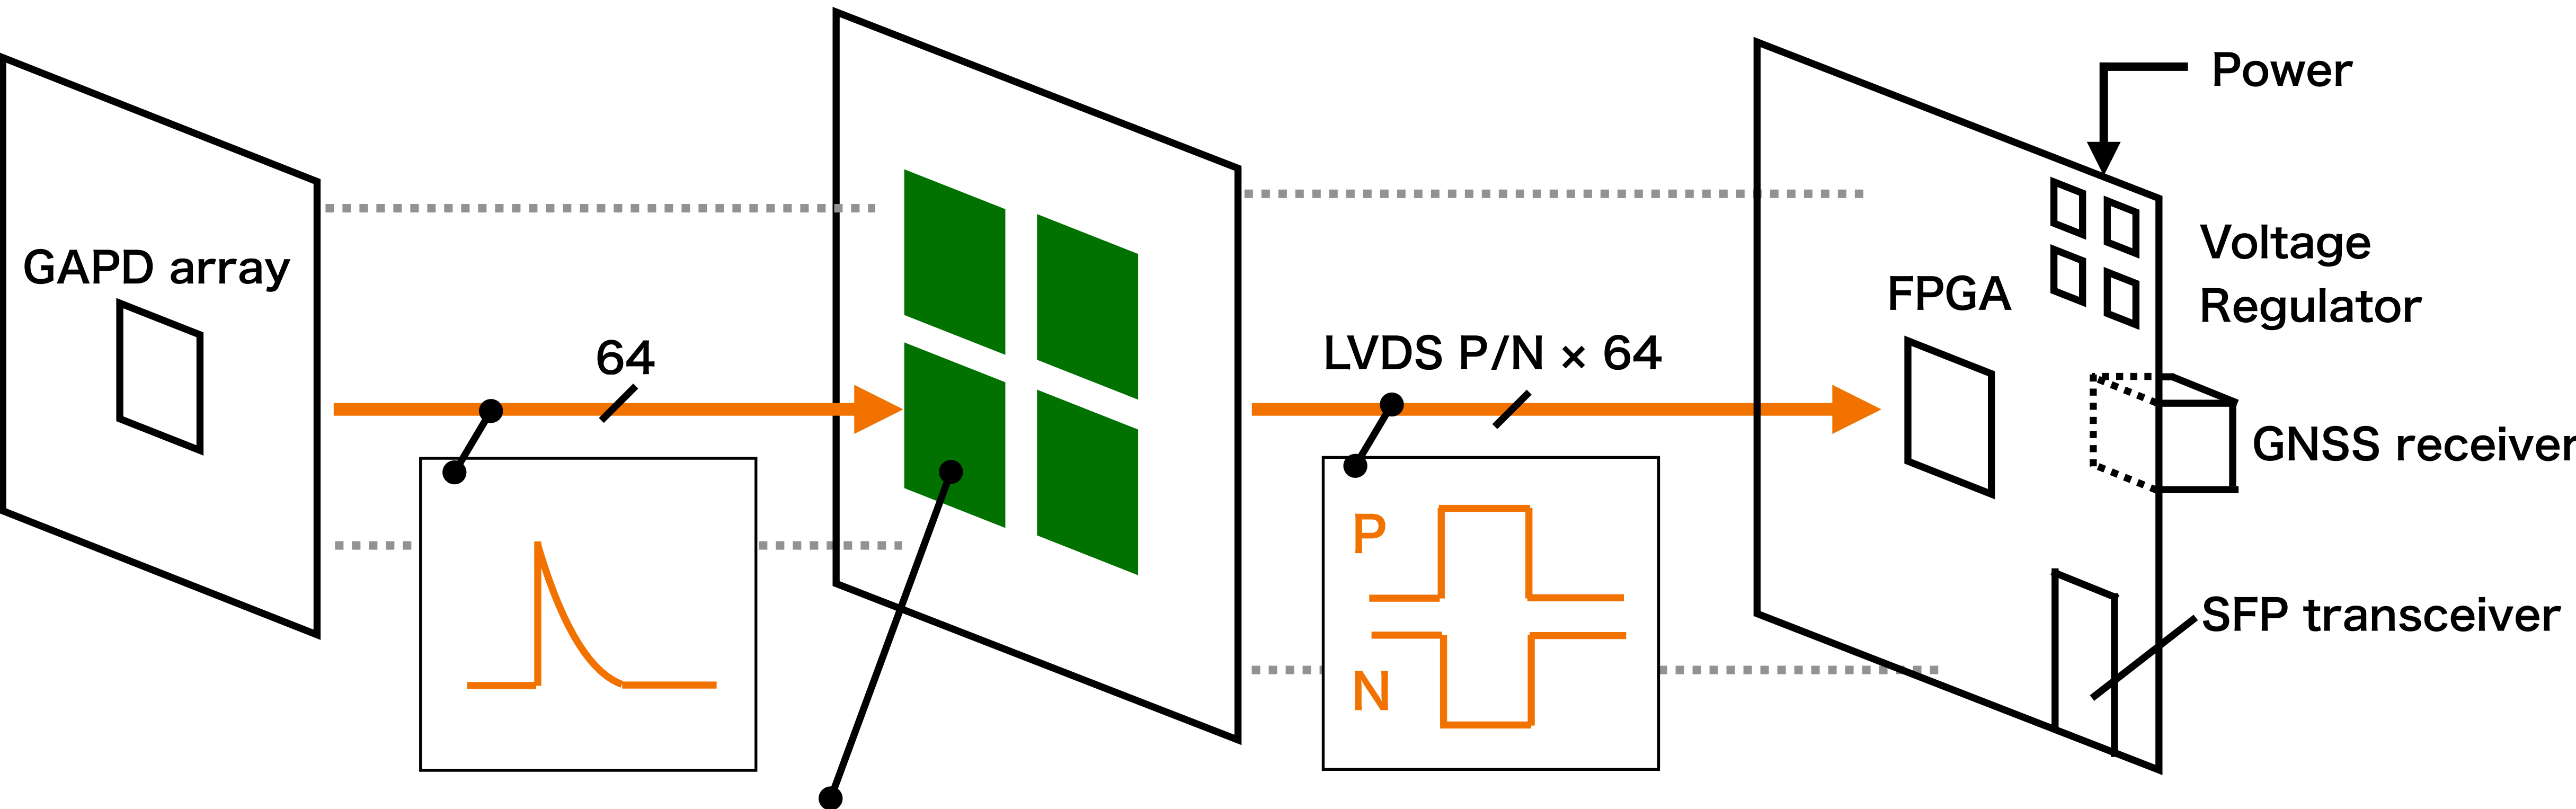 GAPD array
64
LVDS P/N × 64
P
N
FPGA
Power
Voltage
Regulator
GNSS receiver
SFP transceiver